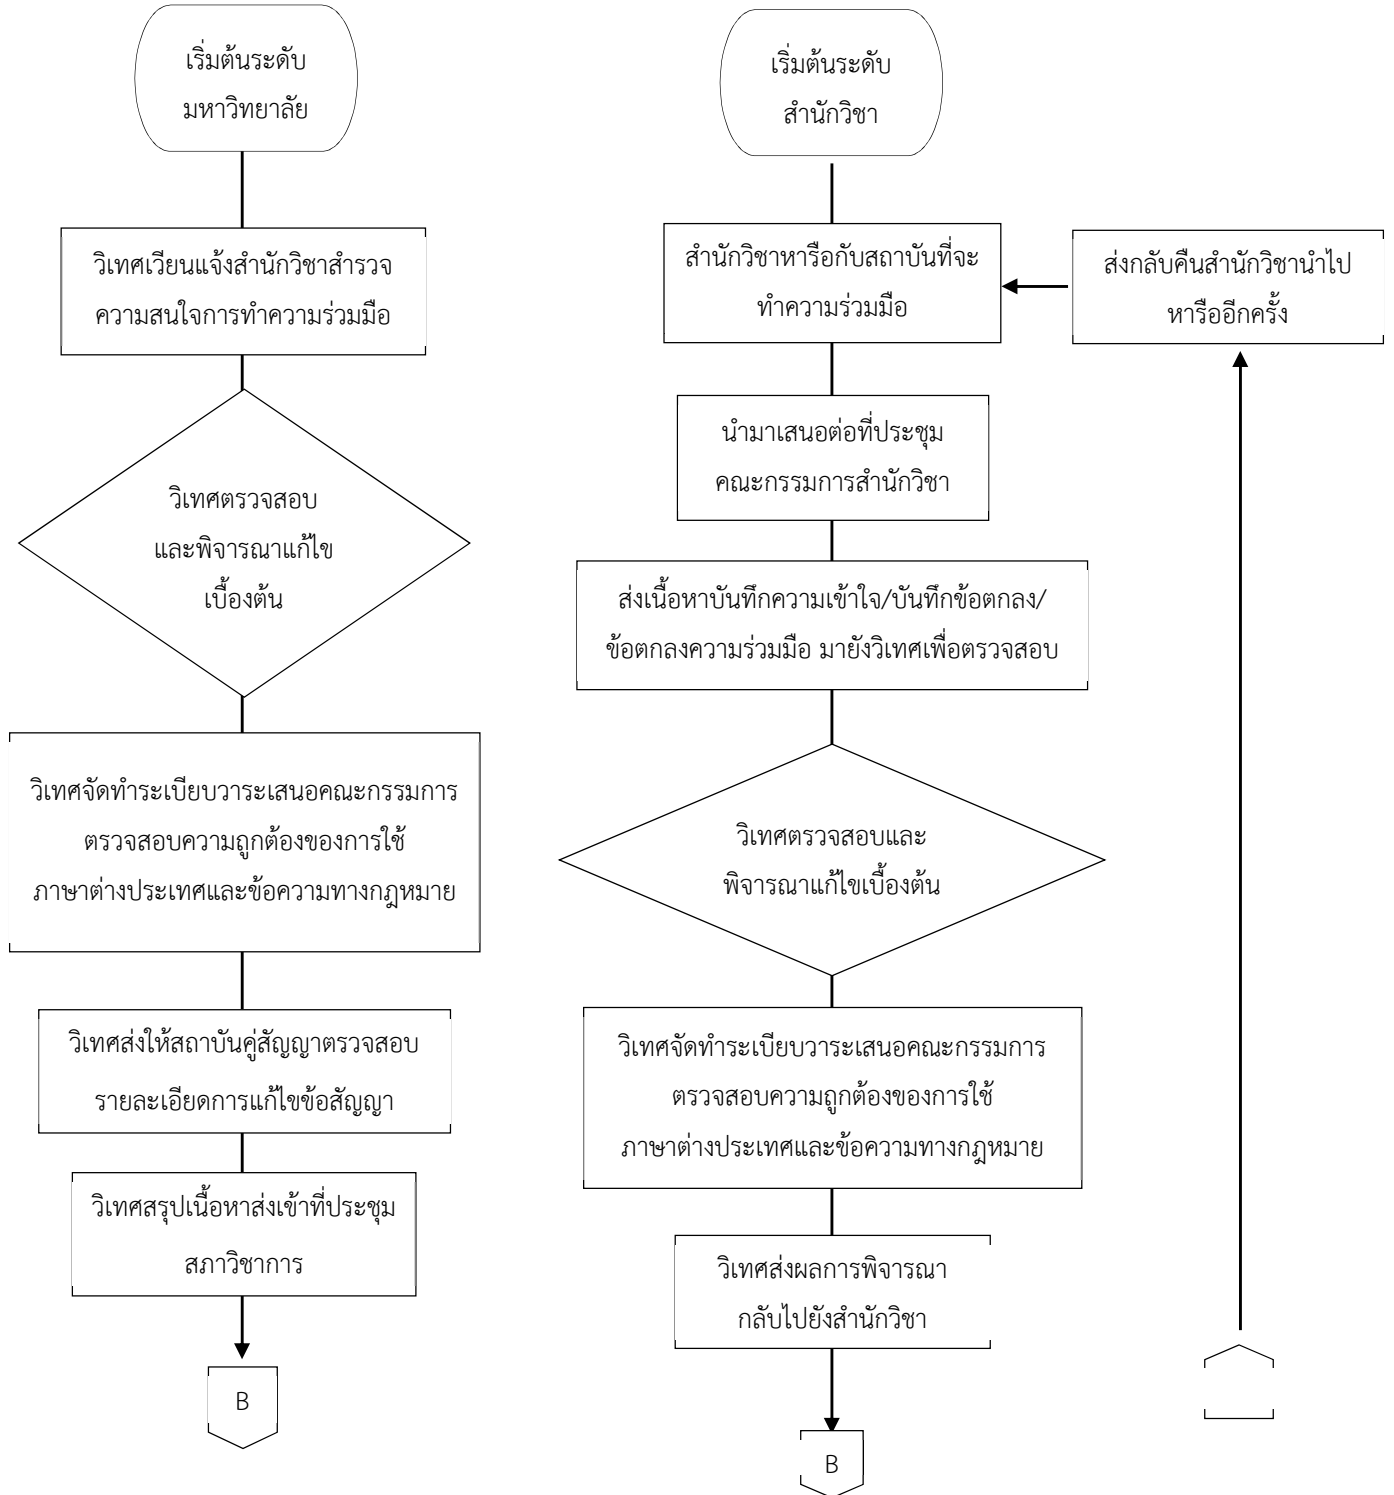 เริ่มต้นระดับ
มหาวิทยาลัย
วิเทศเวียนแจ้งสำนักวิชาสำรวจ
ความสนใจการทำความร่วมมือ
วิเทศตรวจสอบ
และพิจารณาแก้ไข
เบื้องต้น
วิเทศจัดทำระเบียบวาระเสนอคณะกรรมการ
ตรวจสอบความถูกต้องของการใช้
ภาษาต่างประเทศและข้อความทางกฎหมาย
วิเทศส่งให้สถาบันคู่สัญญาตรวจสอบ
รายละเอียดการแก้ไขข้อสัญญา
วิเทศสรุปเนื้อหาส่งเข้าที่ประชุม
สภาวิชาการ
B
เริ่มต้นระดับ
สำนักวิชา
สำนักวิชาหารือกับสถาบันที่จะ
ทำความร่วมมือ
นำมาเสนอต่อที่ประชุม
คณะกรรมการสำนักวิชา
ส่งเนื้อหาบันทึกความเข้าใจ/บันทึกข้อตกลง/
ข้อตกลงความร่วมมือ มายังวิเทศเพื่อตรวจสอบ
วิเทศตรวจสอบและ
พิจารณาแก้ไขเบื้องต้น
วิเทศจัดทำระเบียบวาระเสนอคณะกรรมการ
ตรวจสอบความถูกต้องของการใช้
ภาษาต่างประเทศและข้อความทางกฎหมาย
วิเทศส่งผลการพิจารณา
กลับไปยังสำนักวิชา
B
ส่งกลับคืนสำนักวิชานำไป
หารืออีกครั้ง